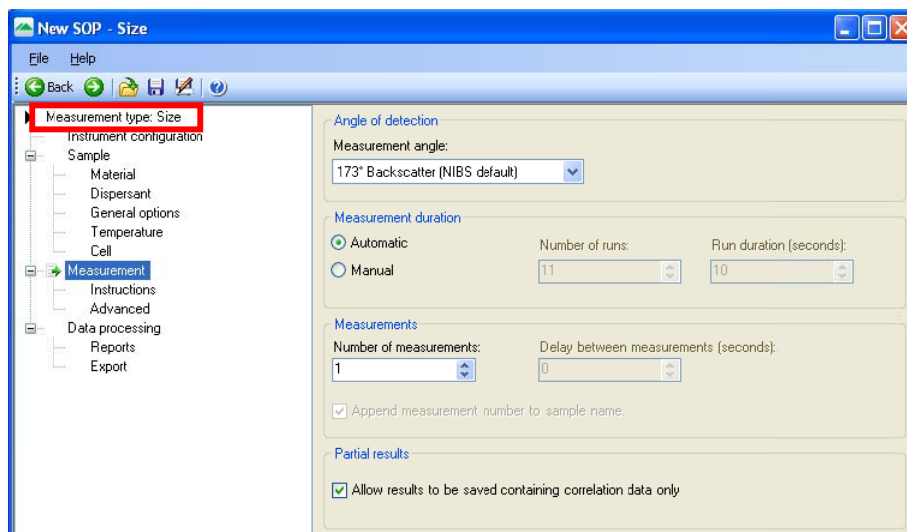 New SOP - Size
File Help
Back
Measurement type: Size
Instrument configuration
Sample
Material
Dispersant
General options
Temperature
Cell
Measurement
Instructions
Advanced
Data processing
Reports
Export
Angle of detection
Measurement angle:
173° Backscatter (NIBS default)
Measurement duration
Automatic
Manual
Number of runs:
11
Run duration (seconds):
10
Measurements
Number of measurements:
1
Delay between measurements (seconds):
0
Append measurement number to sample name.
Partial results
Allow results to be saved containing correlation data only